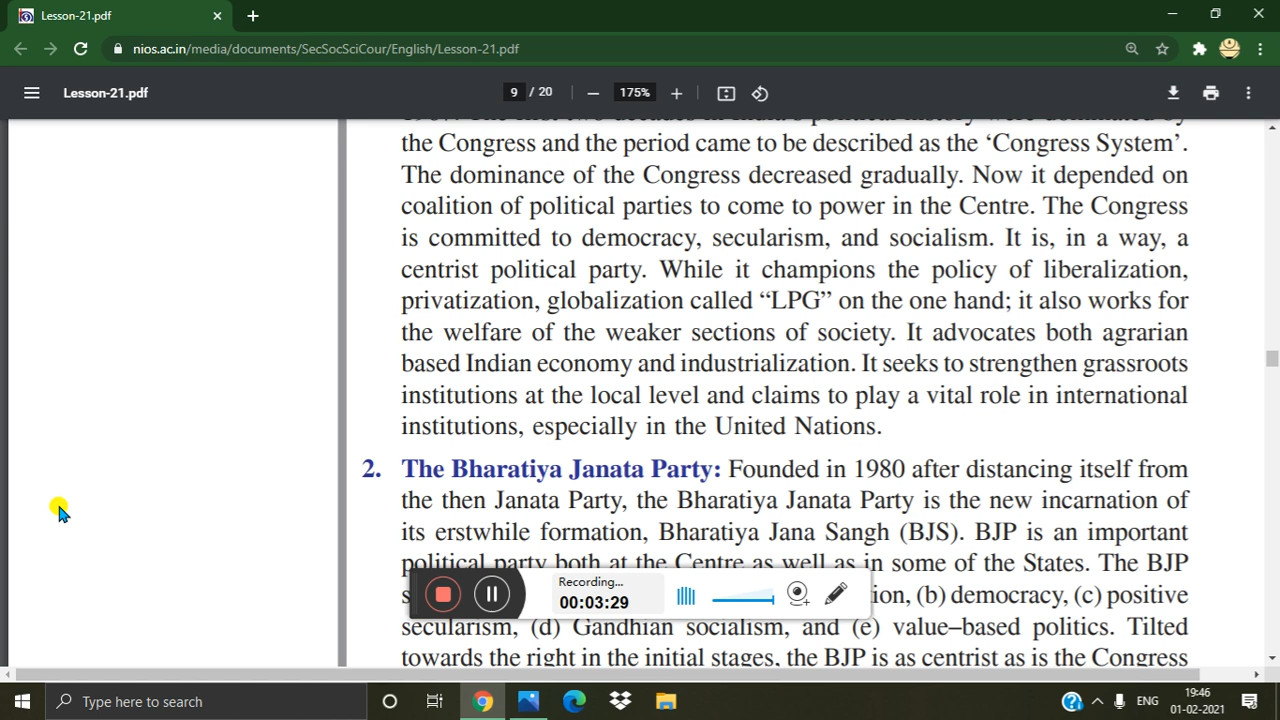 Lesson-21.pdf
nios.ac.in/media/documents/SecSocSciCour/English/Lesson-21.pdf
Lesson-21.pdf
9 / 20
175%
the Congress and the period came to be described as the ‘Congress System’.
The dominance of the Congress decreased gradually. Now it depended on
coalition of political parties to come to power in the Centre. The Congress
is committed to democracy, secularism, and socialism. It is, in a way, a
centrist political party. While it champions the policy of liberalization,
privatization, globalization called “LPG” on the one hand; it also works for
the welfare of the weaker sections of society. It advocates both agrarian
based Indian economy and industrialization. It seeks to strengthen grassroots
institutions at the local level and claims to play a vital role in international
institutions, especially in the United Nations.
2. The Bharatiya Janata Party: Founded in 1980 after distancing itself from
the then Janata Party, the Bharatiya Janata Party is the new incarnation of
its erstwhile formation, Bharatiya Jana Sangh (BJS). BJP is an important
political party both at the Centre as well as in some of the States. The BJP
ion, (b) democracy, (c) positive
Recording...
00:03:29
secularism, (d) Gandhian socialism, and (e) value–based politics. Tilted
towards the right in the initial stages, the BJP is as centrist as is the Congress
Type here to search
ENG
19:46
01-02-2021